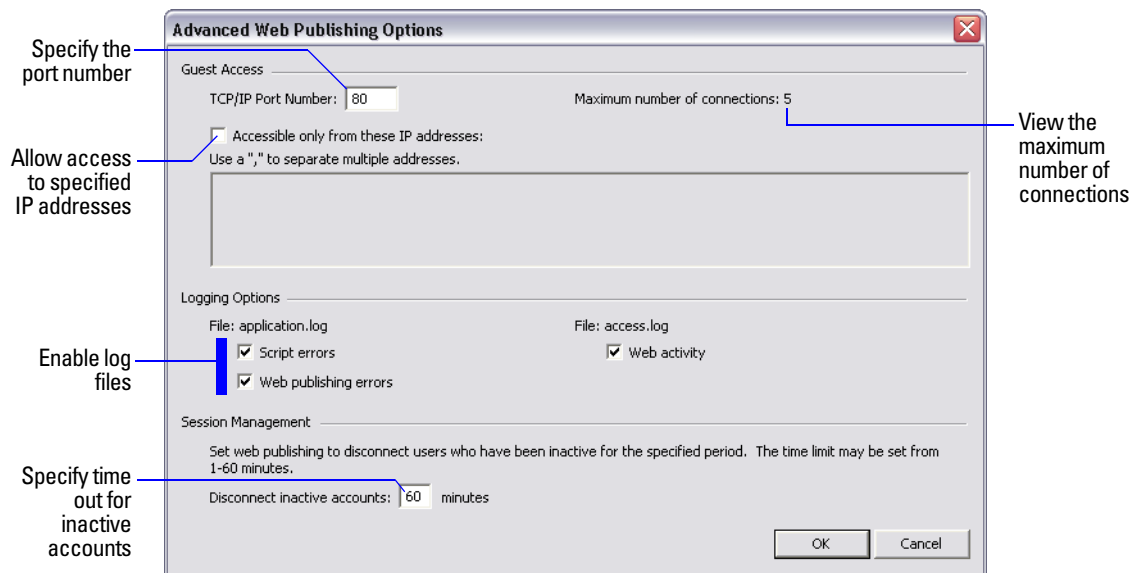 Advanced Web Publishing Options
Specify the
port number
Guest Access
TCP/IP Port Number: 80
Maximum number of connections: 5
View the
maximum
number of
connections
Allow access
to specified
IP addresses
Accessible only from these IP addresses:
Use a "," to separate multiple addresses.
Logging Options
File: application.log
File: access.log
Enable log
files
Script errors
Web activity
Web publishing errors
Session Management
Set web publishing to disconnect users who have been inactive for the specified period.  The time limit may be set from
1-60 minutes.
Specify time
out for
inactive
accounts
Disconnect inactive accounts: 60 minutes
OK
Cancel